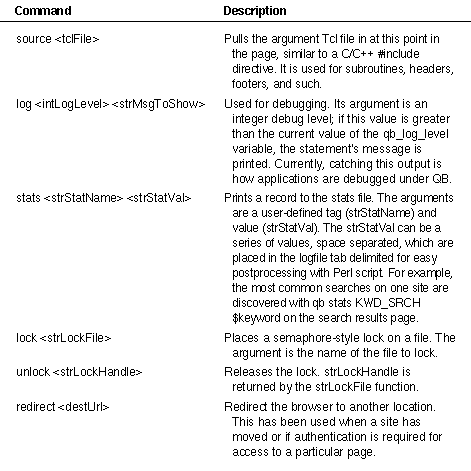 Command Description
source <tclFile> Pulls the argument Tcl file in at this point
in the page, similar to a C/C++ #include
directive. It is used for subroutines, headers,
footers, and such.
log <intLogLevel> <strMsgToShow> Used for debugging. Its argument is an
integer debug level; if this value is greater
than the current value of the qb_log_level
variable, the statement's message is
printed. Currently, catching this output is
how applications are debugged under QB.
stats <strStatName> <strStatVal> Prints a record to the stats file. The arguments
are a user-defined tag (strStatName) and
value (strStatVal). The strStatVal can be a
series of values, space separated, which are
placed in the logfile tab delimited for easy
postprocessing with Perl script. For example,
the most common searches on one site are
discovered with qb stats KWD_SRCH
$keyword on the search results page.
lock <strLockFile> Places a semaphore-style lock on a file. The
argument is the name of the file to lock.
unlock <strLockHandle> Releases the lock. strLockHandle is
returned by the strLockFile function.
redirect <destUrl> Redirect the browser to another location.
This has been used when a site has
moved or if authentication is required for
access to a particular page.